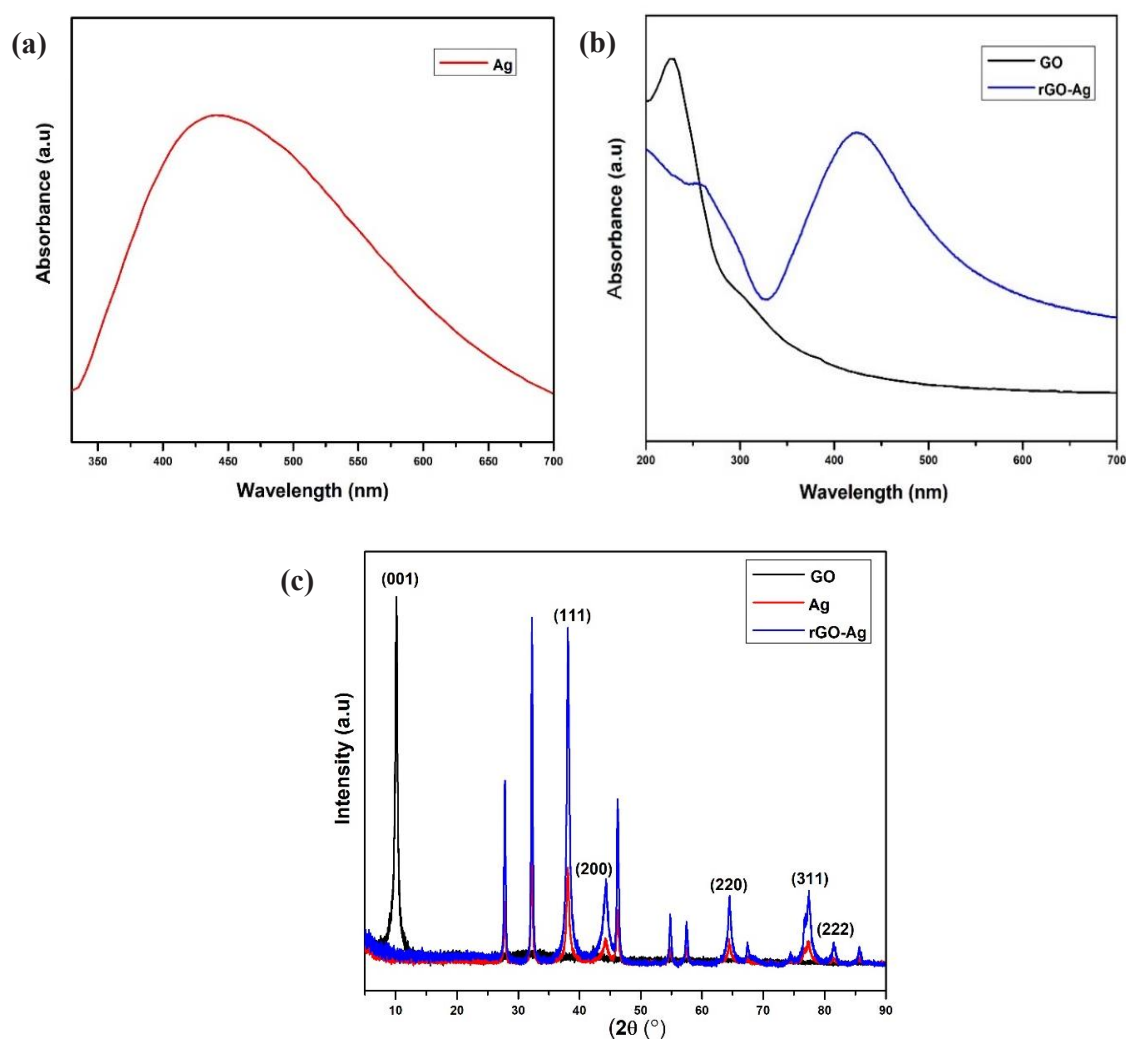 (a)
Ag
Absorbance (a.u)
350 400 450 500 550 600 650 700
Wavelength (nm)
(b)
GO
rGO-Ag
Absorbance (a.u)
200 300 400 500 600 700
Wavelength (nm)
(c)
GO
Ag
rGO-Ag
(001)
(111)
(200)
(220)
(311)
(222)
Intensity (a.u)
10 20 30 40 50 60 70 80 90
(2θ (°)